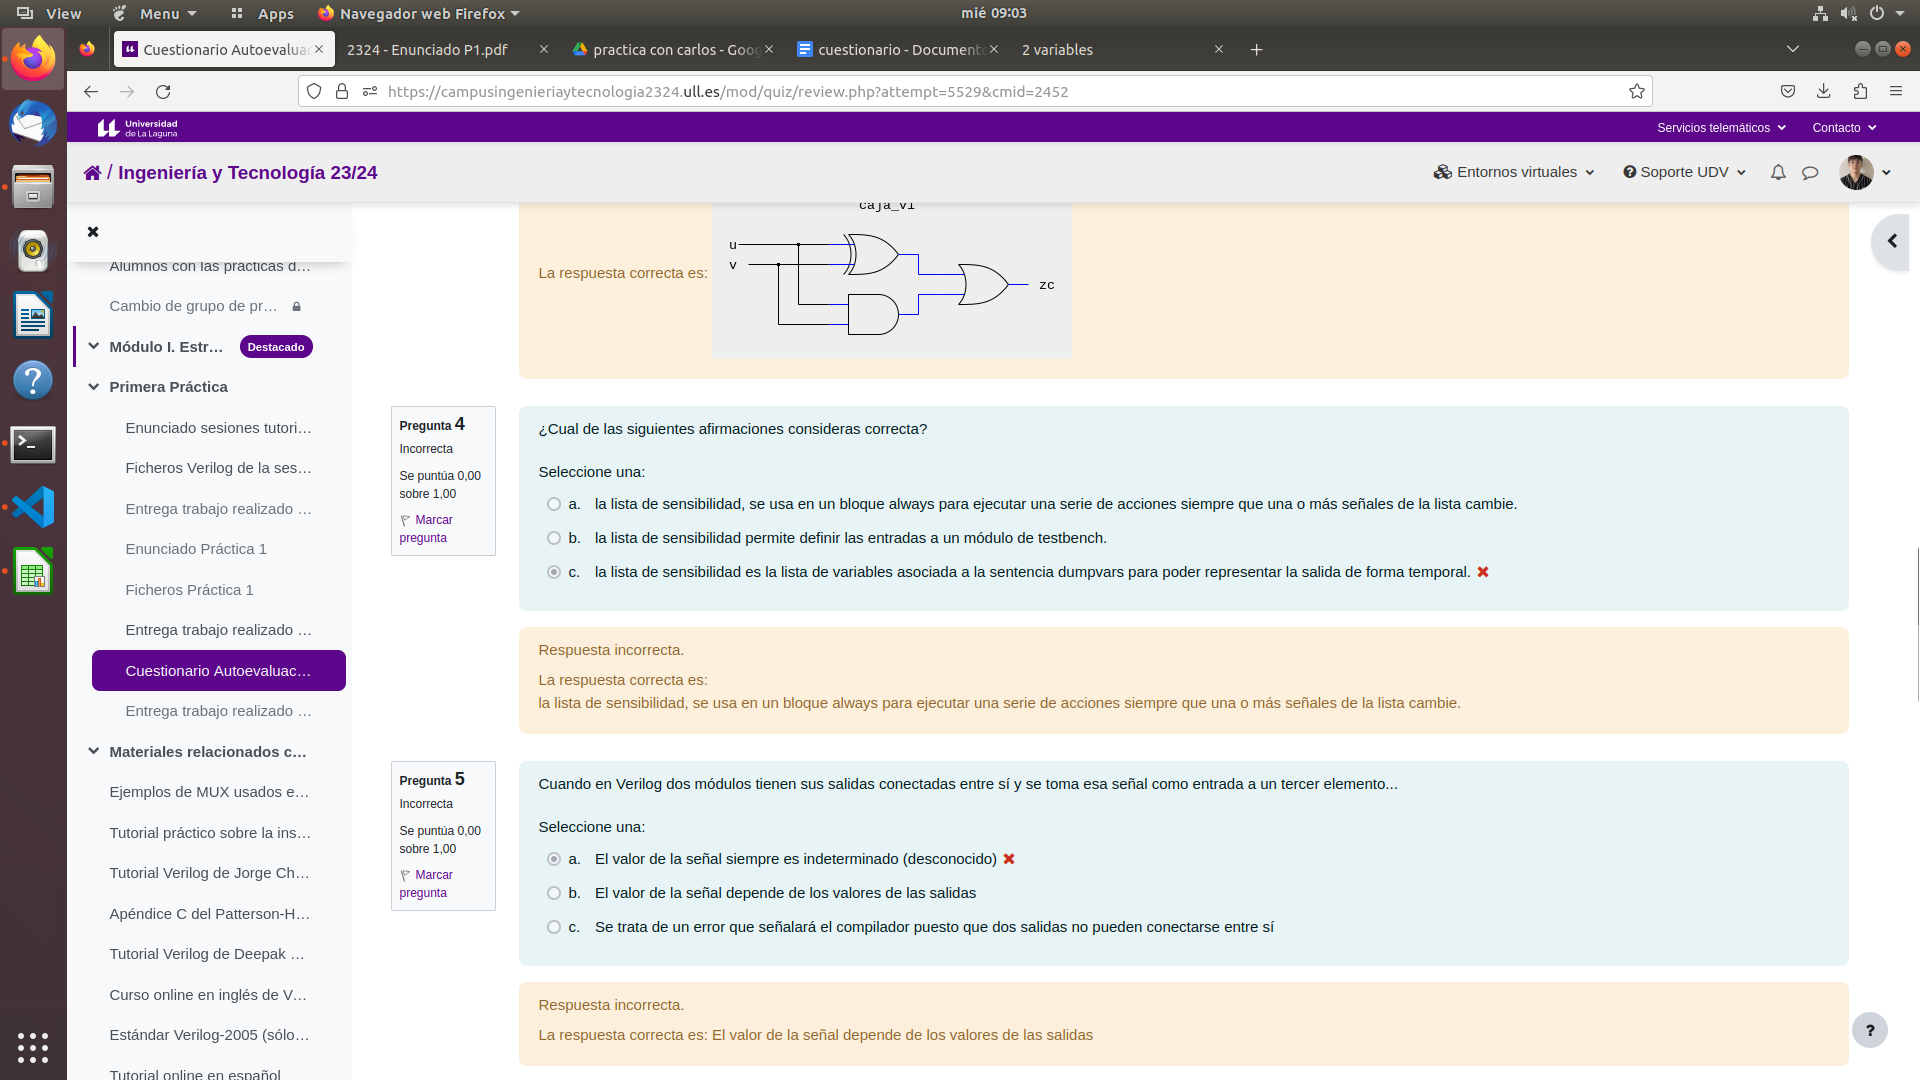 View
Menu
Apps
Navegador web Firefox
mié 09:03
Cuestionario Autoevalua
2324 - Enunciado P1.pdf
practica con carlos - Goog
cuestionario - Document
2 variables
https://campusingenieriaytecnologia2324.ull.es/mod/quiz/review.php?attempt=5529&cmid=2452
Universidad
de La Laguna
Servicios telemáticos
Contacto
/ Ingeniería y Tecnología 23/24
Entornos virtuales
Soporte UDV
Alumnos con las prácticas d...
Cambio de grupo de pr...
Módulo I. Estr...
Destacado
Primera Práctica
Enunciado sesiones tutori...
Ficheros Verilog de la ses...
Entrega trabajo realizado ...
Enunciado Práctica 1
Ficheros Práctica 1
Entrega trabajo realizado ...
Cuestionario Autoevaluac...
Entrega trabajo realizado ...
Materiales relacionados c...
Ejemplos de MUX usados e...
Tutorial práctico sobre la ins...
Tutorial Verilog de Jorge Ch...
Apéndice C del Patterson-H...
Tutorial Verilog de Deepak ...
Curso online en inglés de V...
Estándar Verilog-2005 (sólo...
Tutorial online en español
caja_v1
u
v
zc
La respuesta correcta es:
Pregunta 4
Incorrecta
Se puntúa 0,00
sobre 1,00
Marcar
pregunta
¿Cual de las siguientes afirmaciones consideras correcta?
Seleccione una:
a. la lista de sensibilidad, se usa en un bloque always para ejecutar una serie de acciones siempre que una o más señales de la lista cambie.
b. la lista de sensibilidad permite definir las entradas a un módulo de testbench.
c. la lista de sensibilidad es la lista de variables asociada a la sentencia dumpvars para poder representar la salida de forma temporal.
Respuesta incorrecta.
La respuesta correcta es:
la lista de sensibilidad, se usa en un bloque always para ejecutar una serie de acciones siempre que una o más señales de la lista cambie.
Pregunta 5
Incorrecta
Se puntúa 0,00
sobre 1,00
Marcar
pregunta
Cuando en Verilog dos módulos tienen sus salidas conectadas entre sí y se toma esa señal como entrada a un tercer elemento...
Seleccione una:
a. El valor de la señal siempre es indeterminado (desconocido)
b. El valor de la señal depende de los valores de las salidas
c. Se trata de un error que señalará el compilador puesto que dos salidas no pueden conectarse entre sí
Respuesta incorrecta.
La respuesta correcta es: El valor de la señal depende de los valores de las salidas
?